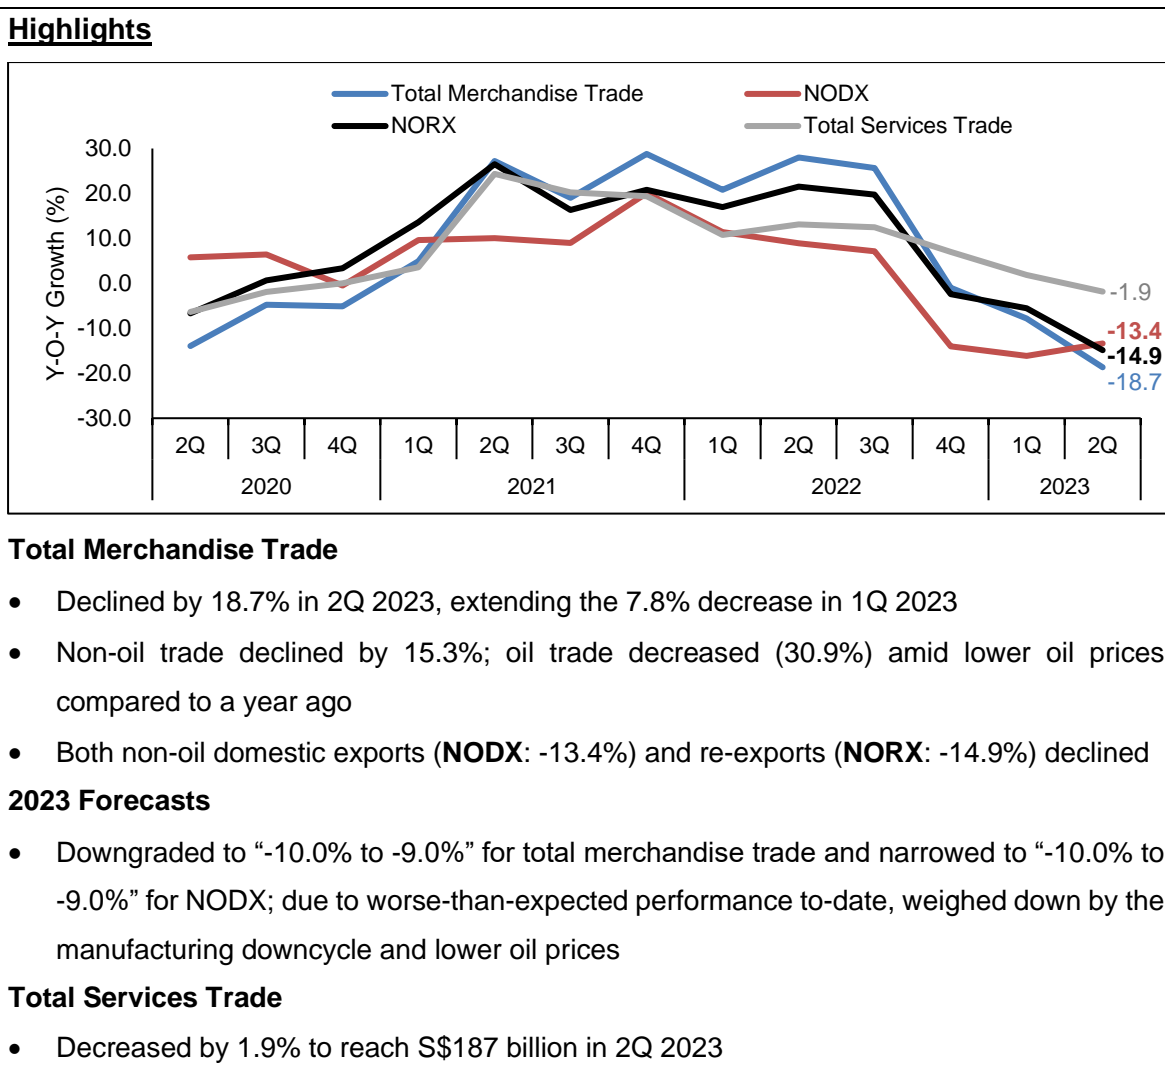 Highlights
Total Merchandise Trade
NODX
NORX
Total Services Trade
Y-O-Y Growth (%)
30.0
20.0
10.0
0.0
-10.0
-20.0
-30.0
-1.9
-13.4
-14.9
-18.7
2Q 3Q 4Q 1Q 2Q 3Q 4Q 1Q 2Q 3Q 4Q 1Q 2Q
2020 2021 2022 2023
Total Merchandise Trade
• Declined by 18.7% in 2Q 2023, extending the 7.8% decrease in 1Q 2023
• Non-oil trade declined by 15.3%; oil trade decreased (30.9%) amid lower oil prices
compared to a year ago
• Both non-oil domestic exports (NODX: -13.4%) and re-exports (NORX: -14.9%) declined
2023 Forecasts
• Downgraded to “-10.0% to -9.0%” for total merchandise trade and narrowed to “-10.0% to
-9.0%” for NODX; due to worse-than-expected performance to-date, weighed down by the
manufacturing downcycle and lower oil prices
Total Services Trade
• Decreased by 1.9% to reach S$187 billion in 2Q 2023